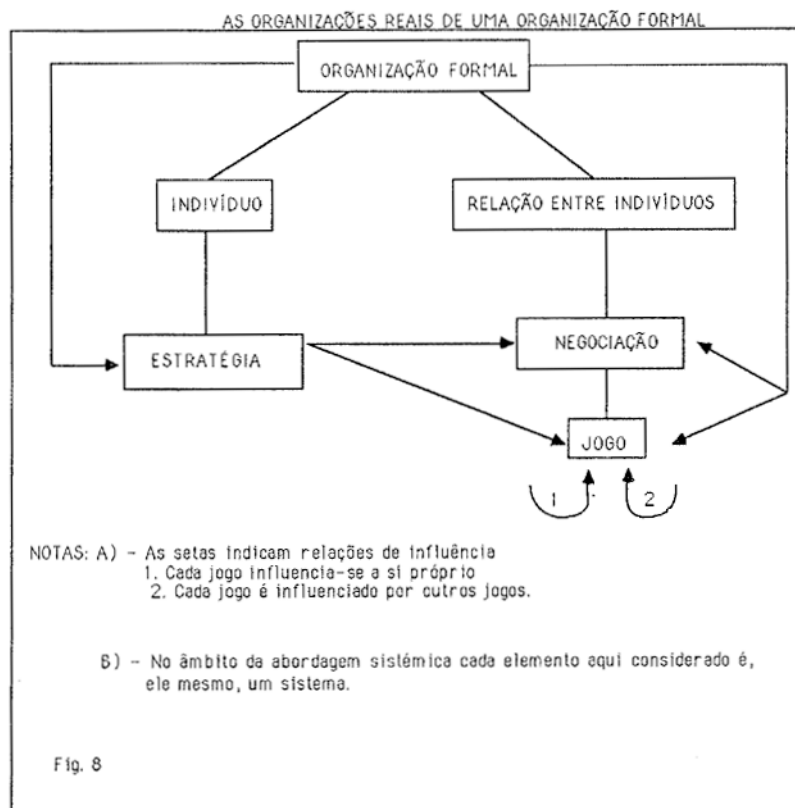 AS ORGANIZAÇÕES REAIS DE UMA ORGANIZAÇÃO FORMAL
ORGANIZAÇÃO FORMAL
INDIVÍDUO
RELAÇÃO ENTRE INDIVÍDUOS
ESTRATÉGIA
NEGOCIAÇÃO
JOGO
1
2
NOTAS: A) - As setas indicam relações de influência
1. Cada jogo influencia-se a si próprio
2. Cada jogo é influenciado por outros jogos.
B) - No âmbito da abordagem sistémica cada elemento aqui considerado é,
ele mesmo, um sistema.
Fig. 8